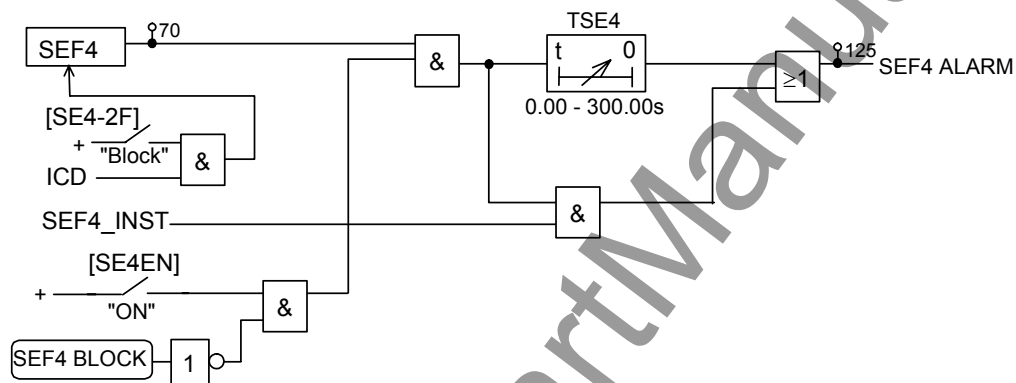 TSE4
SEF4
70
&
t 0
≥1
125
SEF4 ALARM
0.00 - 300.00s
[SE4-2F]
+
"Block"
&
ICD
&
SEF4_INST
[SE4EN]
+
"ON"
&
SEF4 BLOCK
1